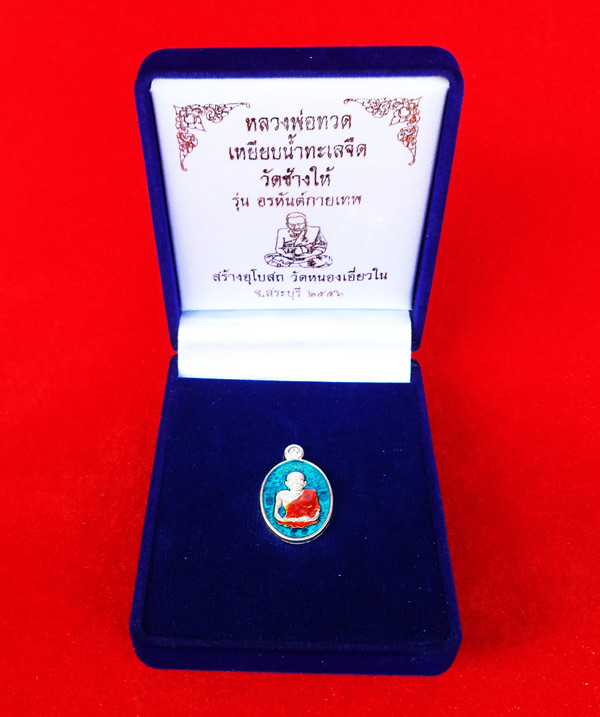 หลวงพ่อทวด
เหยียบน้ำทะเลจืด
วัดช้างให้
รุ่น อรหันต์กายเทพ
สร้างอุโบสถ วัดหนองเอี่ยวใน
จ.สระบุรี ๒๕๕๖